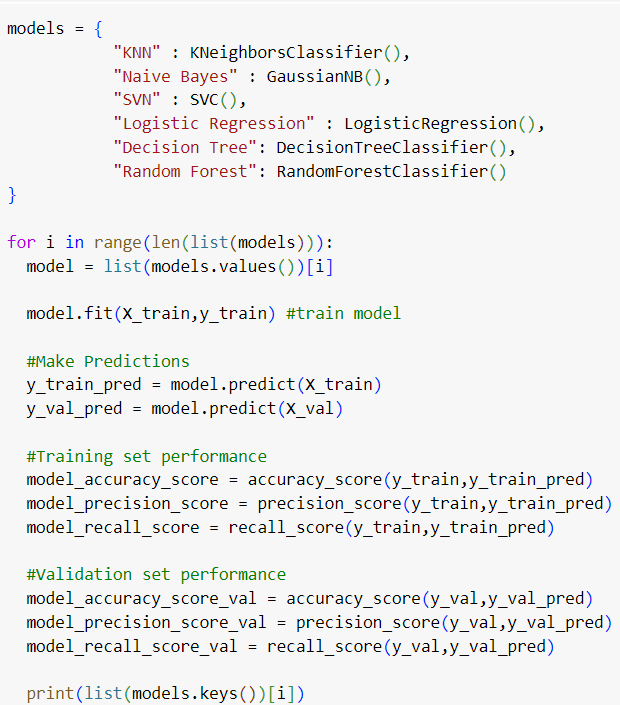 models = {
"KNN" : KNeighborsClassifier(),
"Naive Bayes" : GaussianNB(),
"SVN" : SVC(),
"Logistic Regression" : LogisticRegression(),
"Decision Tree": DecisionTreeClassifier(),
"Random Forest": RandomForestClassifier()
}
for i in range(len(list(models))):
model = list(models.values())[i]
model.fit(X_train,y_train) #train model
#Make Predictions
y_train_pred = model.predict(X_train)
y_val_pred = model.predict(X_val)
#Training set performance
model_accuracy_score = accuracy_score(y_train,y_train_pred)
model_precision_score = precision_score(y_train,y_train_pred)
model_recall_score = recall_score(y_train,y_train_pred)
#Validation set performance
model_accuracy_score_val = accuracy_score(y_val,y_val_pred)
model_precision_score_val = precision_score(y_val,y_val_pred)
model_recall_score_val = recall_score(y_val,y_val_pred)
print(list(models.keys())[i])